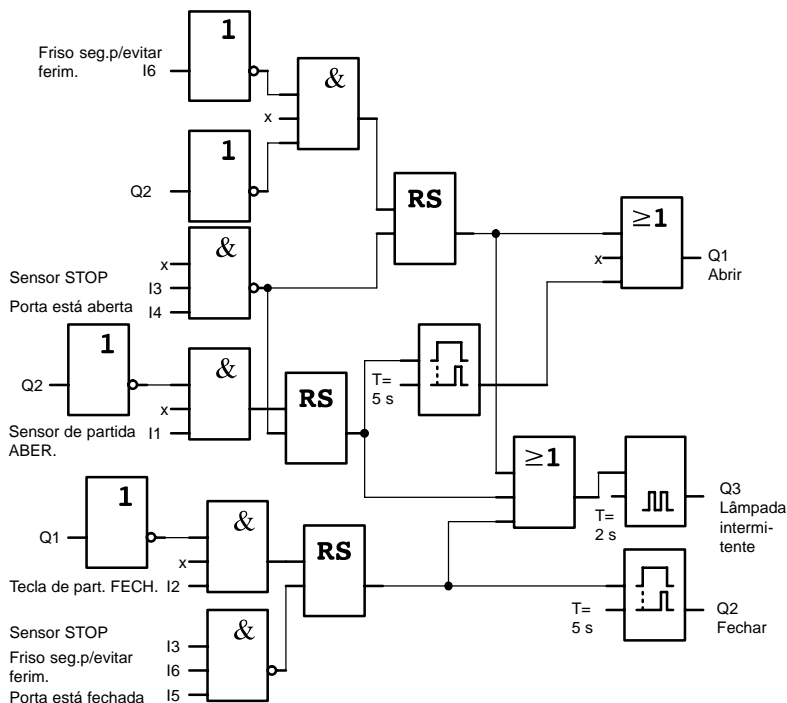 1
Friso seg.p/evitar
ferim.
I6
&
x
1
Q2
RS
≥1
&
x
Sensor STOP
I3
Porta está aberta
I4
x
Q1
Abrir
1
Q2
&
x
Sensor de partida
ABER.
I1
RS
T=
5 s
≥1
Q3
Lâmpada
intermi-
tente
T=
2 s
1
Q1
&
x
Tecla de part. FECH.
I2
RS
T=
5 s
Q2
Fechar
&
Sensor STOP
I3
Friso seg.p/evitar
ferim.
I6
Porta está fechada
I5